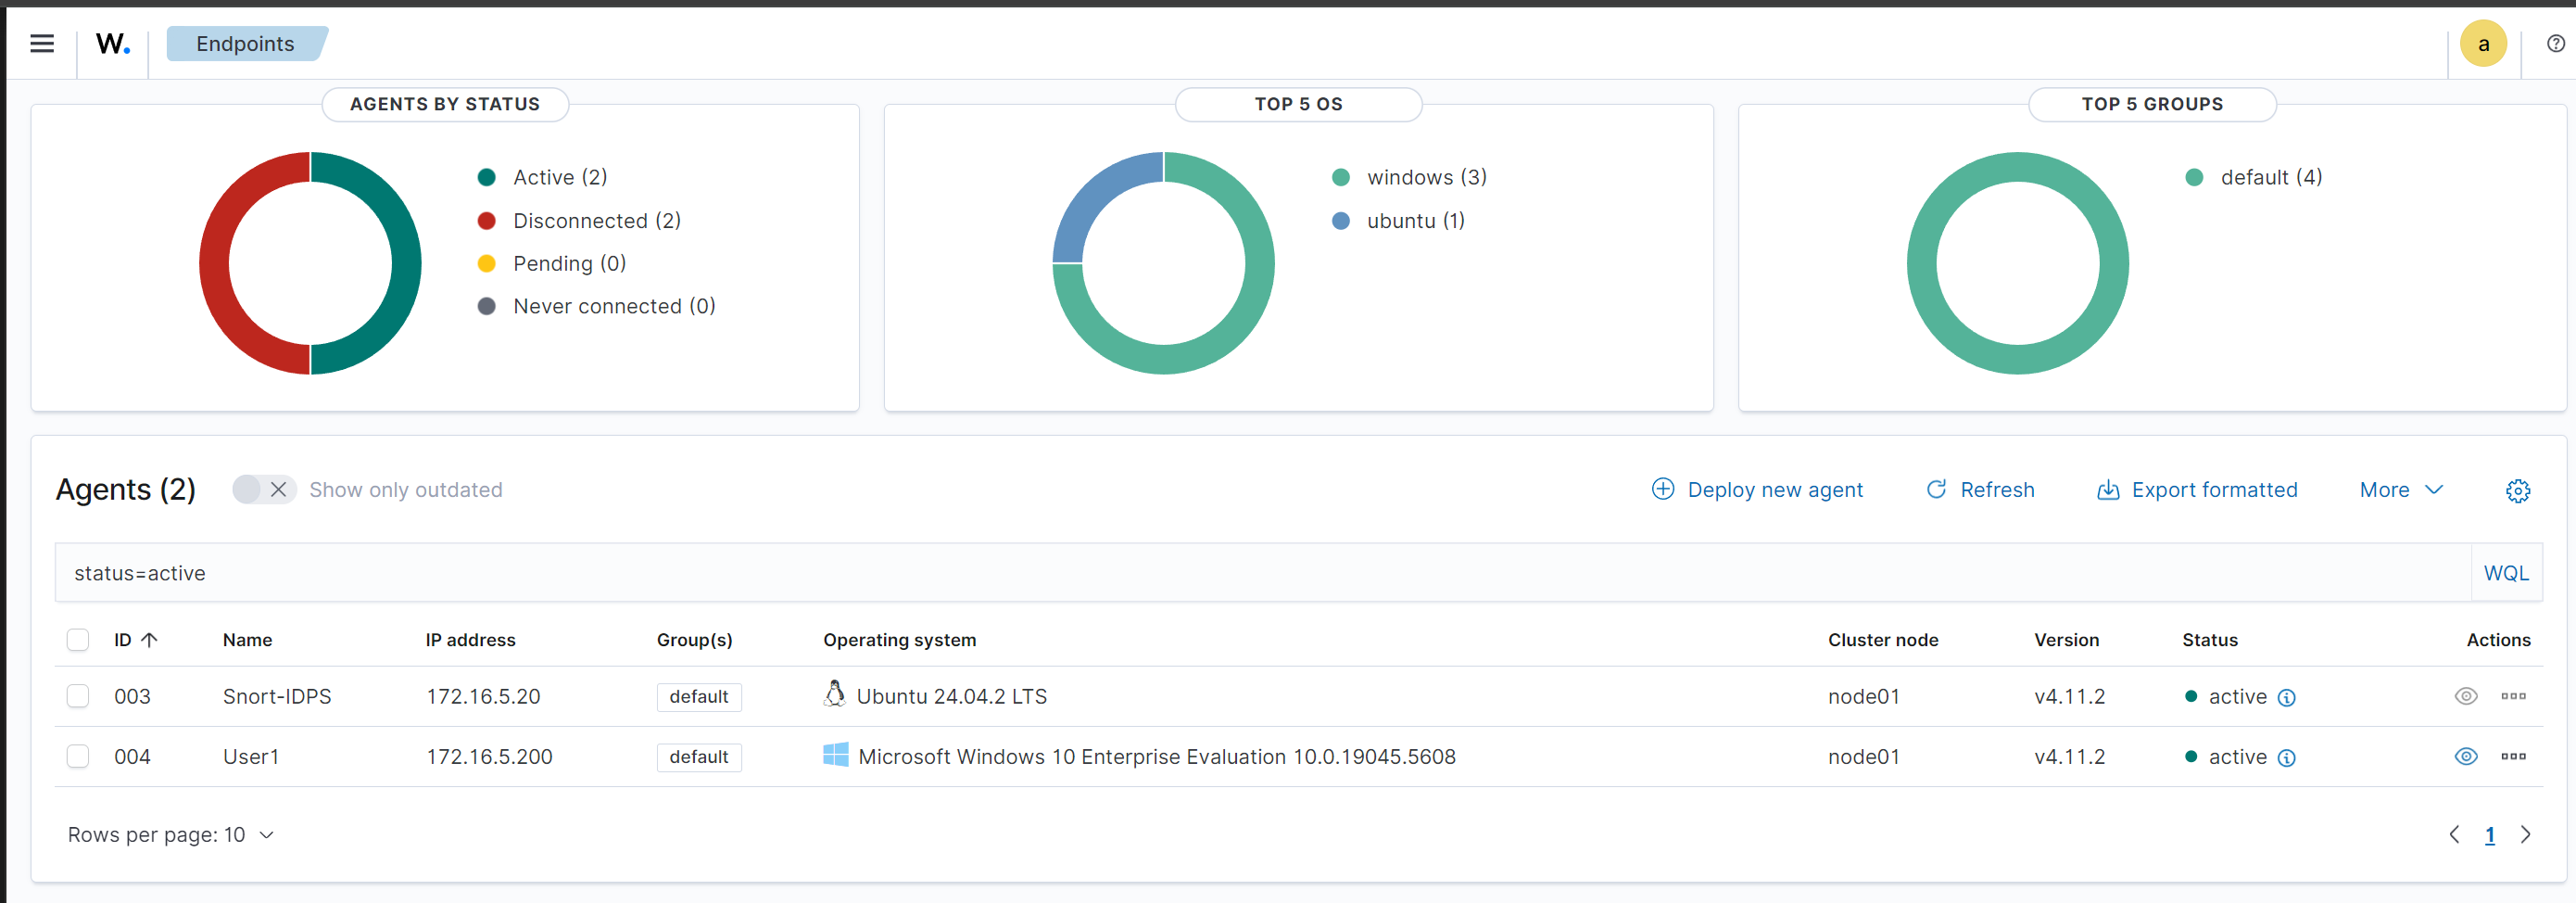 W. Endpoints a
AGENTS BY STATUS TOP 5 OS TOP 5 GROUPS
Active (2)
Disconnected (2)
Pending (0)
Never connected (0)
windows (3)
ubuntu (1)
default (4)
Agents (2) Show only outdated Deploy new agent Refresh Export formatted More
status=active WQL
ID Name IP address Group(s) Operating system Cluster node Version Status Actions
003 Snort-IDPS 172.16.5.20 default Ubuntu 24.04.2 LTS node01 v4.11.2 active
004 User1 172.16.5.200 default Microsoft Windows 10 Enterprise Evaluation 10.0.19045.5608 node01 v4.11.2 active
Rows per page: 10 1